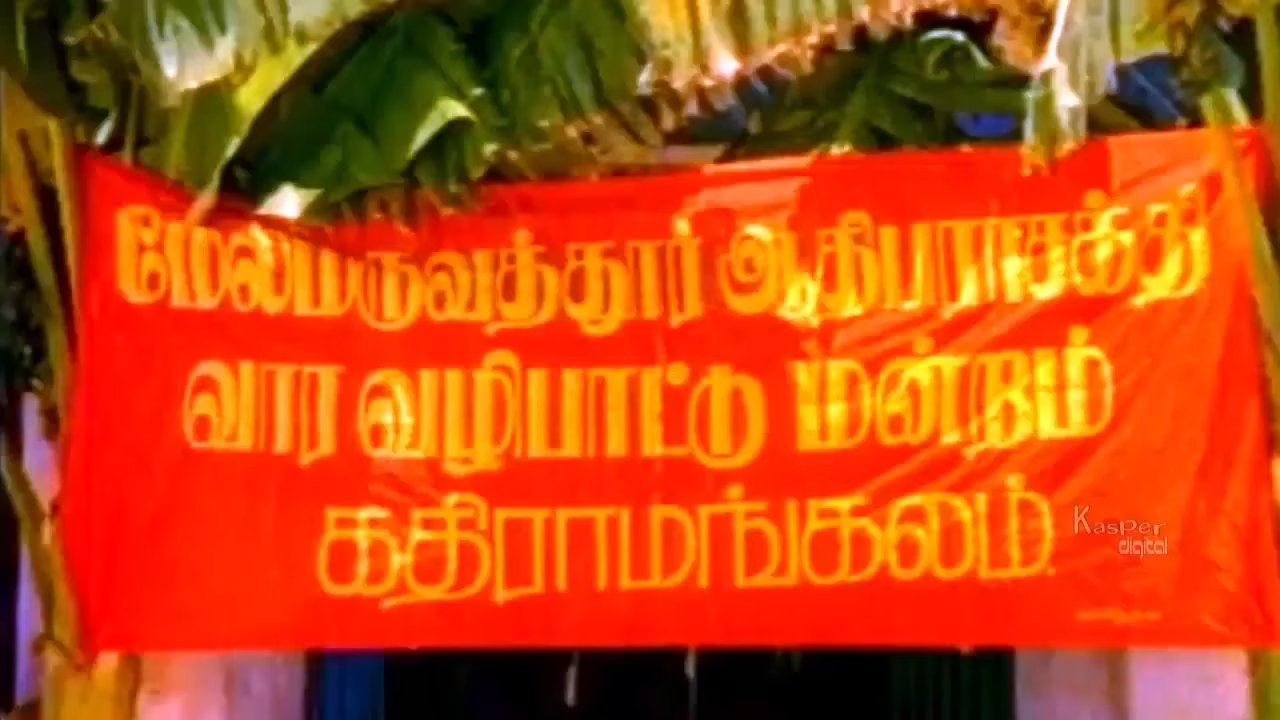 மேல்மருவத்தூர் ஆதிபராசக்தி
வார வழிபாட்டு மன்றம்
கதிராமங்கலம்
Kasper
digital